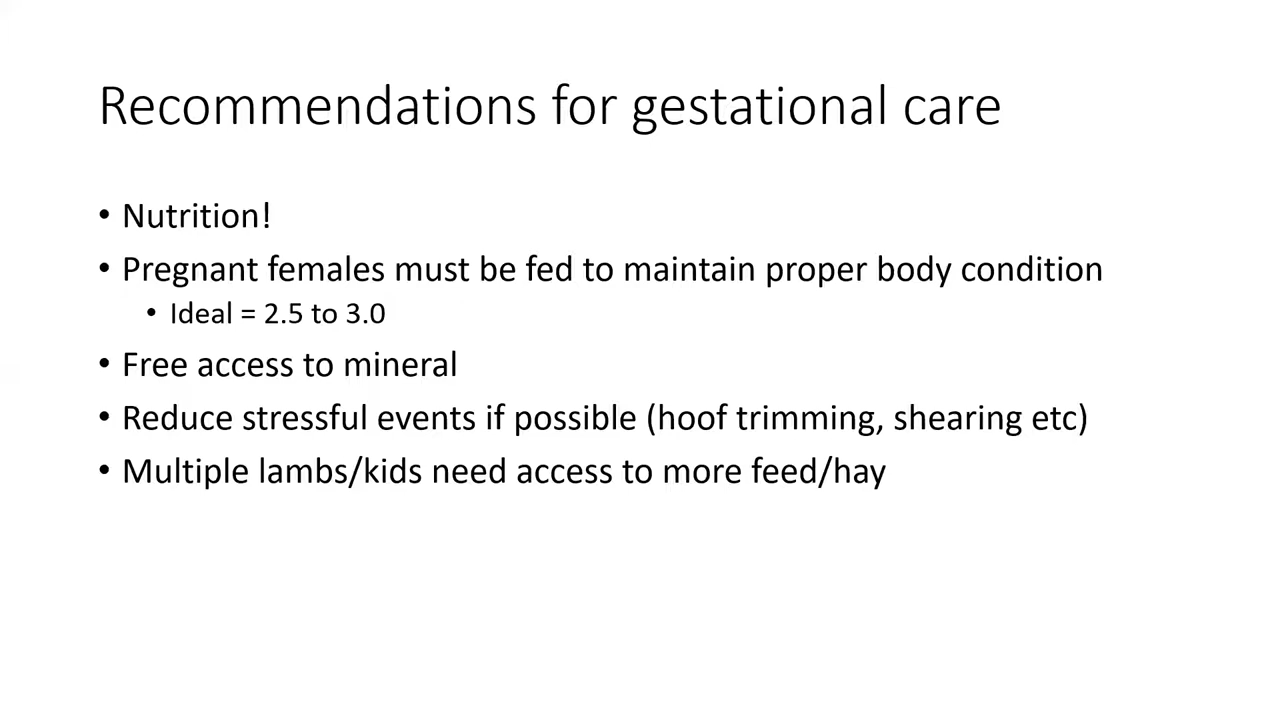 Recommendations for gestational care
• Nutrition!
• Pregnant females must be fed to maintain proper body condition
• Ideal = 2.5 to 3.0
• Free access to mineral
• Reduce stressful events if possible (hoof trimming, shearing etc)
• Multiple lambs/kids need access to more feed/hay